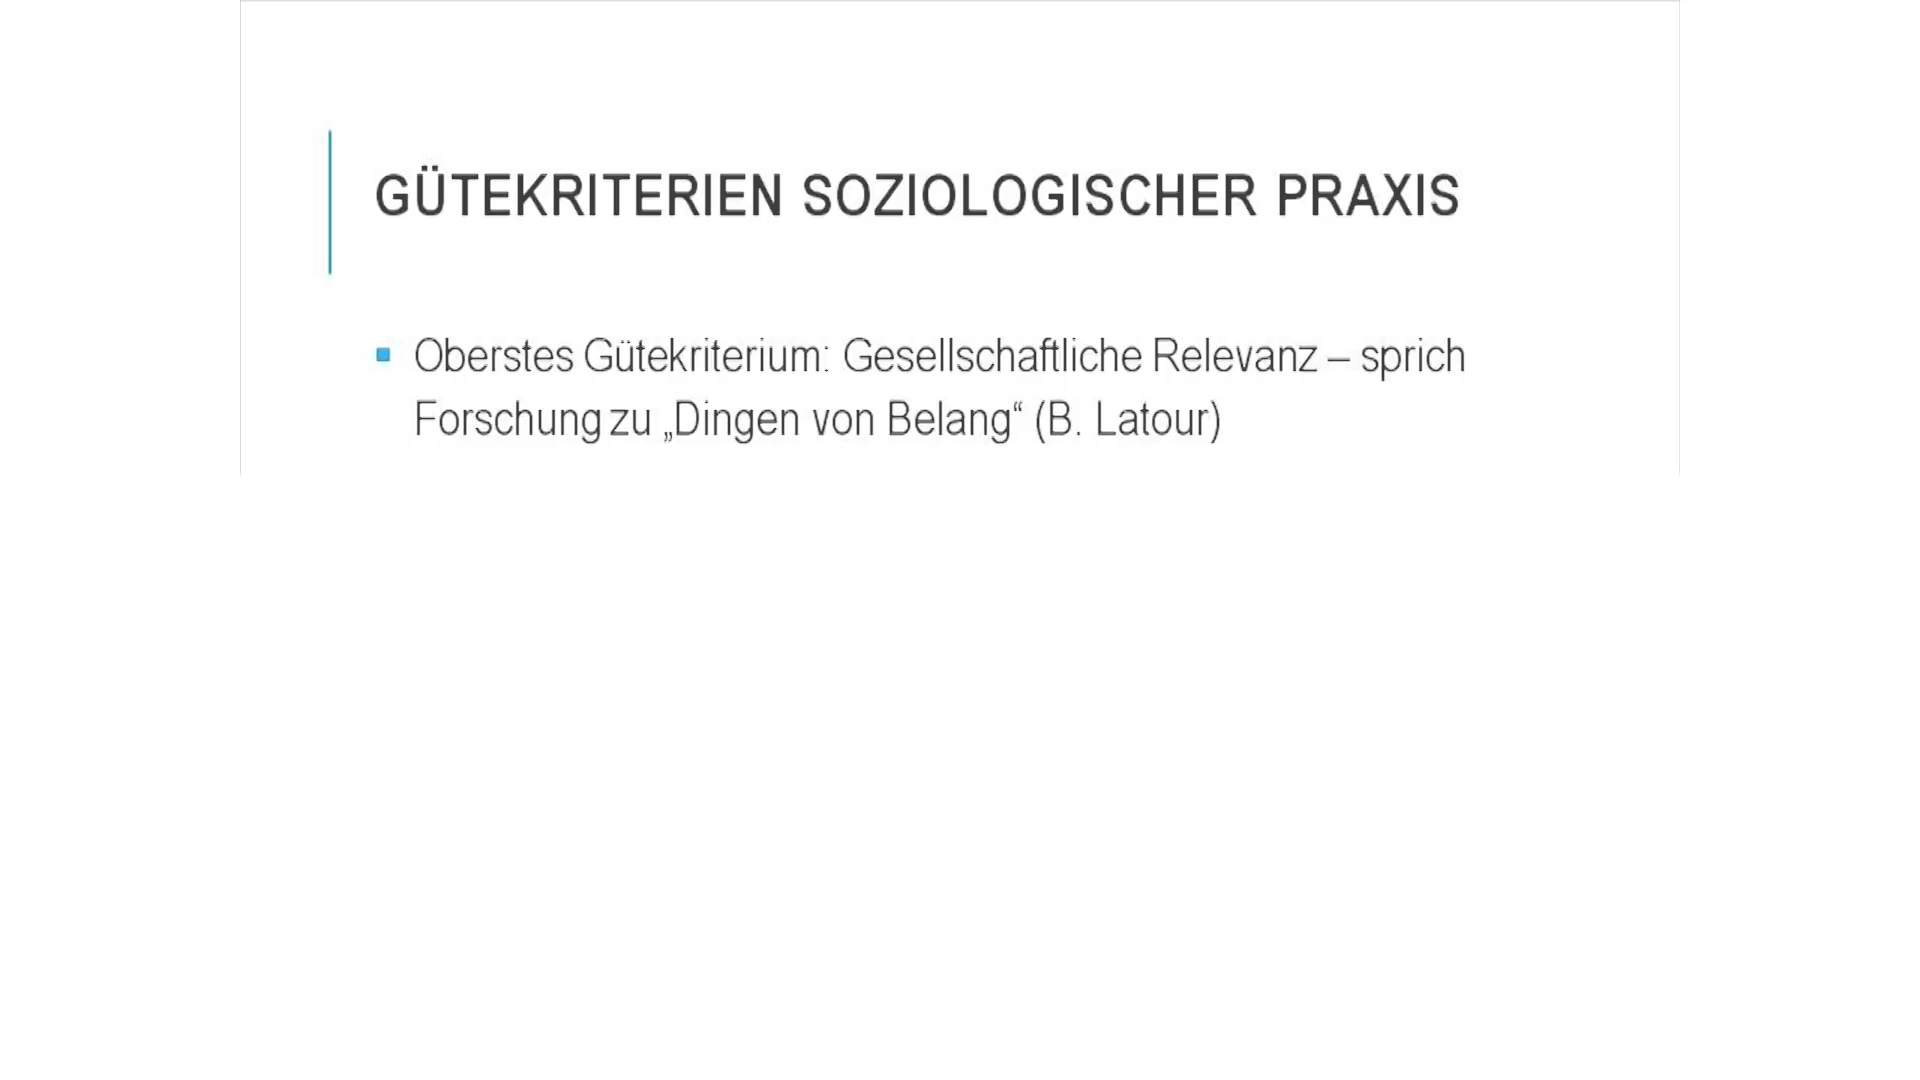 GÜTEKRITERIEN SOZIOLOGISCHER PRAXIS
Oberstes Gütekriterium: Gesellschaftliche Relevanz – sprich
Forschung zu „Dingen von Belang“ (B. Latour)